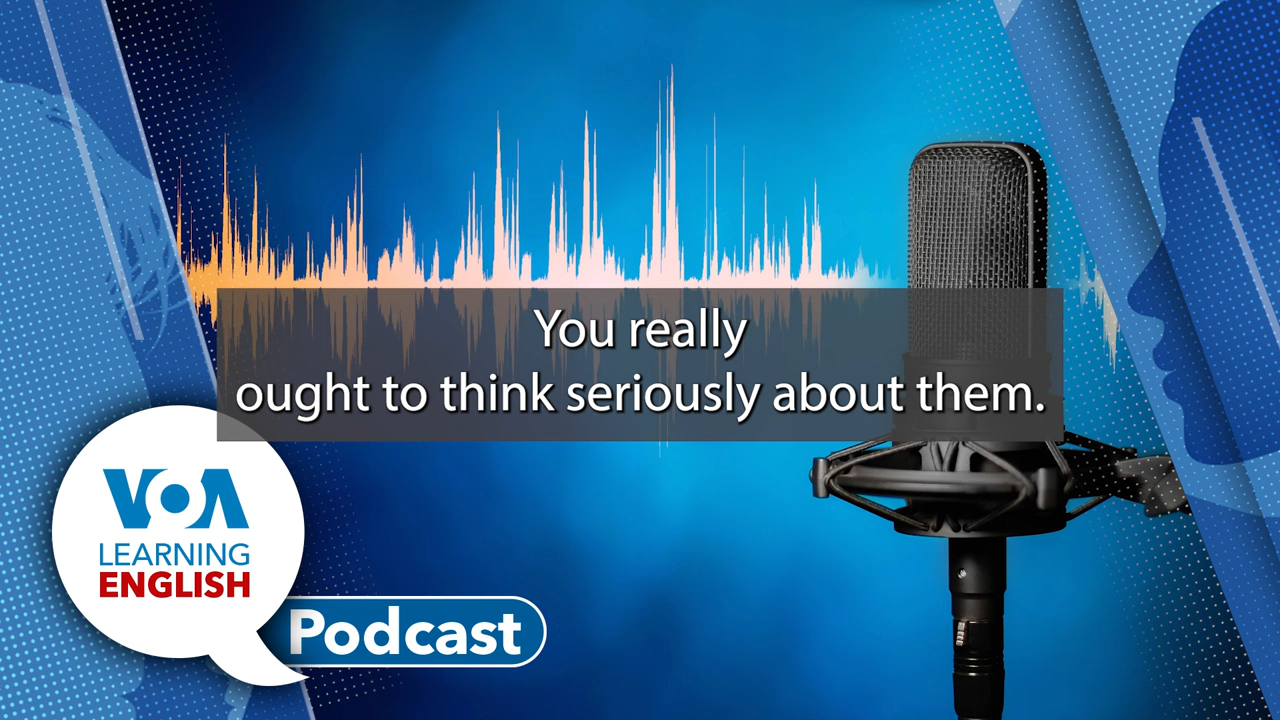 You really
ought to think seriously about them.
VOA
LEARNING
ENGLISH
Podcast